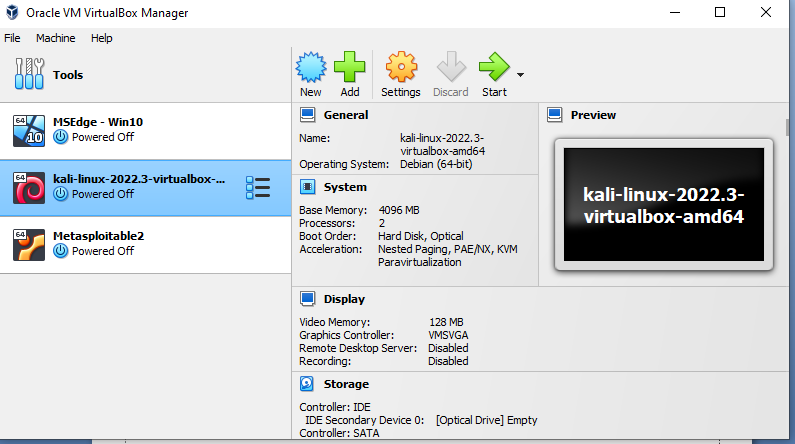 Oracle VM VirtualBox Manager
File Machine Help
Tools
64
10
MSEdge - Win10
Powered Off
64
kali-linux-2022.3-virtualbox-...
Powered Off
64
Metasploitable2
Powered Off
New Add Settings Discard Start
General
Name: kali-linux-2022.3-
virtualbox-amd64
Operating System: Debian (64-bit)
System
Base Memory: 4096 MB
Processors: 2
Boot Order: Hard Disk, Optical
Acceleration: Nested Paging, PAE/NX, KVM
Paravirtualization
Preview
kali-linux-2022.3-
virtualbox-amd64
Display
Video Memory: 128 MB
Graphics Controller: VMSVGA
Remote Desktop Server: Disabled
Recording: Disabled
Storage
Controller: IDE
IDE Secondary Device 0: [Optical Drive] Empty
Controller: SATA